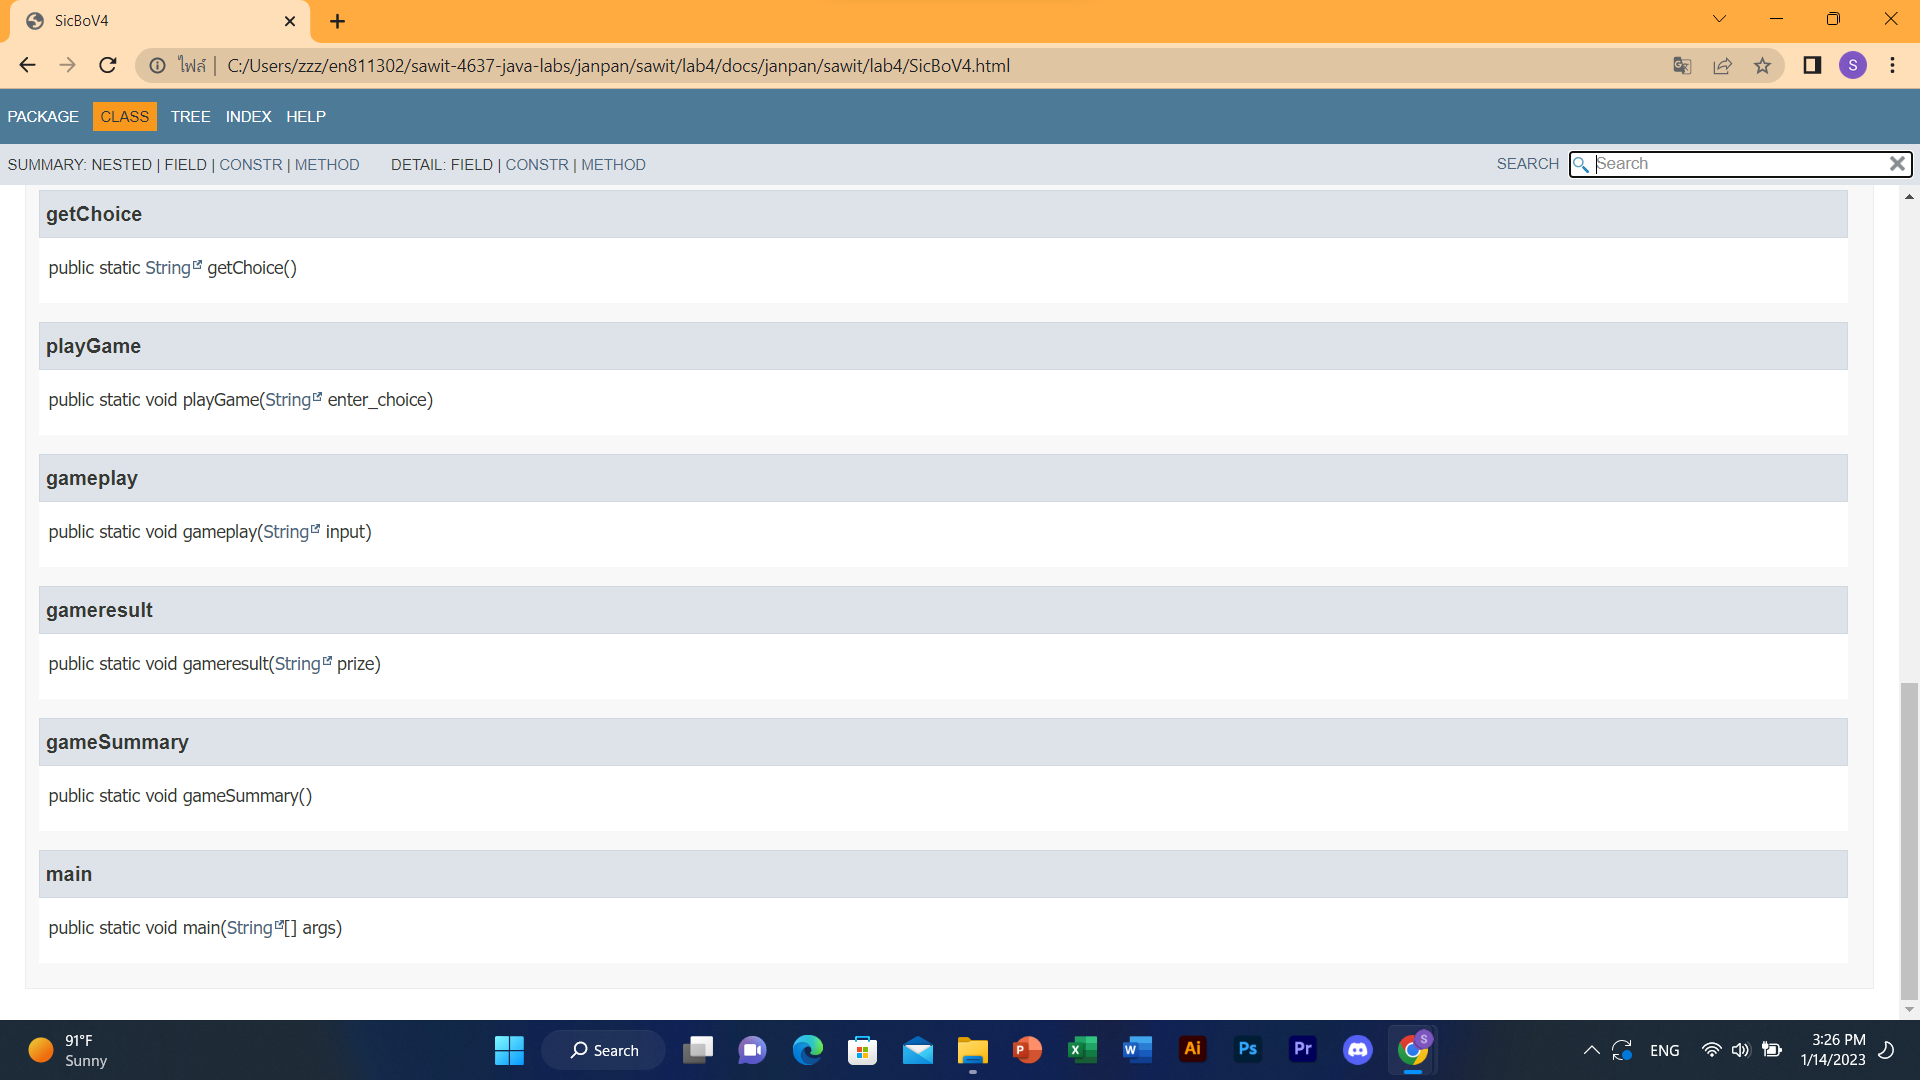 SicBoV4
ไฟล์ | C:/Users/zzz/en811302/sawit-4637-java-labs/janpan/sawit/lab4/docs/janpan/sawit/lab4/SicBoV4.html
S
PACKAGE CLASS TREE INDEX HELP
SUMMARY: NESTED | FIELD | CONSTR | METHOD DETAIL: FIELD | CONSTR | METHOD SEARCH Search
getChoice
public static String getChoice()
playGame
public static void playGame(String enter_choice)
gameplay
public static void gameplay(String input)
gameresult
public static void gameresult(String prize)
gameSummary
public static void gameSummary()
main
public static void main(String[] args)
91°F
Sunny
Search
P
X
W
Ai
Ps
Pr
S
ENG
3:26 PM
1/14/2023